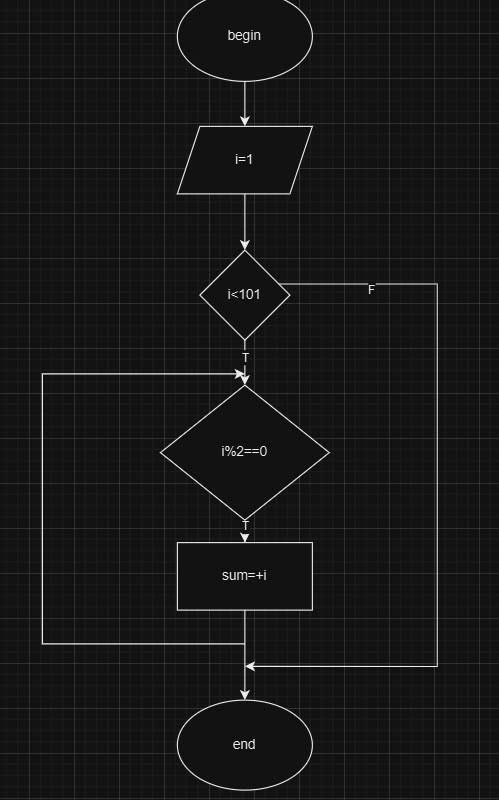 begin
i=1
i<101
F
T
i%2==0
T
sum=+i
end